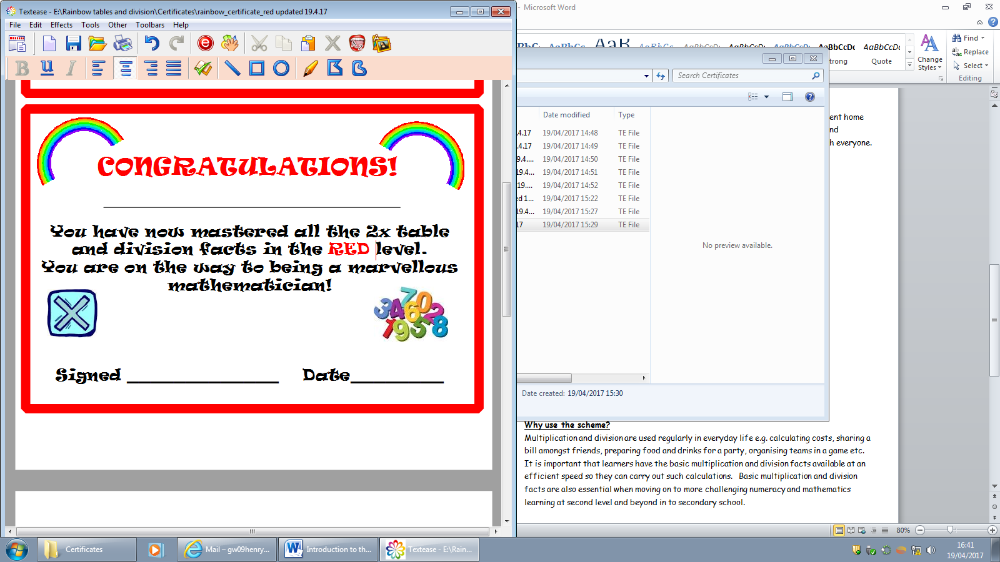 Textease - E:\Rainbow tables and division\Certificates\rainbow_certificate_red updated 19.4.17
File Edit Effects Tools Other Toolbars Help
CONGRATULATIONS!
You have now mastered all the 2x table
and division facts in the RED level.
You are on the way to being a marvellous
mathematician!
Signed ________________ Date__________
- Microsoft Word
AaBbCcDc AaBbCcDc
Strong Quote
Change
Styles
Find
Replace
Select
Editing
Search Certificates
Date modified Type
.4.17 19/04/2017 14:48 TE File
.4.17 19/04/2017 14:49 TE File
19.4.... 19/04/2017 14:50 TE File
19.4... 19/04/2017 14:51 TE File
19.... 19/04/2017 14:52 TE File
ed 1... 19/04/2017 15:22 TE File
19.4... 19/04/2017 15:27 TE File
17 19/04/2017 15:29 TE File
No preview available.
Date created: 19/04/2017 15:30
ent home
nd
h everyone.
Why use the scheme?
Multiplication and division are used regularly in everyday life e.g. calculating costs, sharing a
bill amongst friends, preparing food and drinks for a party, organising teams in a game etc.
It is important that learners have the basic multiplication and division facts available at an
efficient speed so they can carry out such calculations. Basic multiplication and division
facts are also essential when moving on to more challenging numeracy and mathematics
learning at second level and beyond in to secondary school.
80%
Certificates
Mail – gw09henry...
Introduction to th...
Textease - E:\Rain...
16:41
19/04/2017